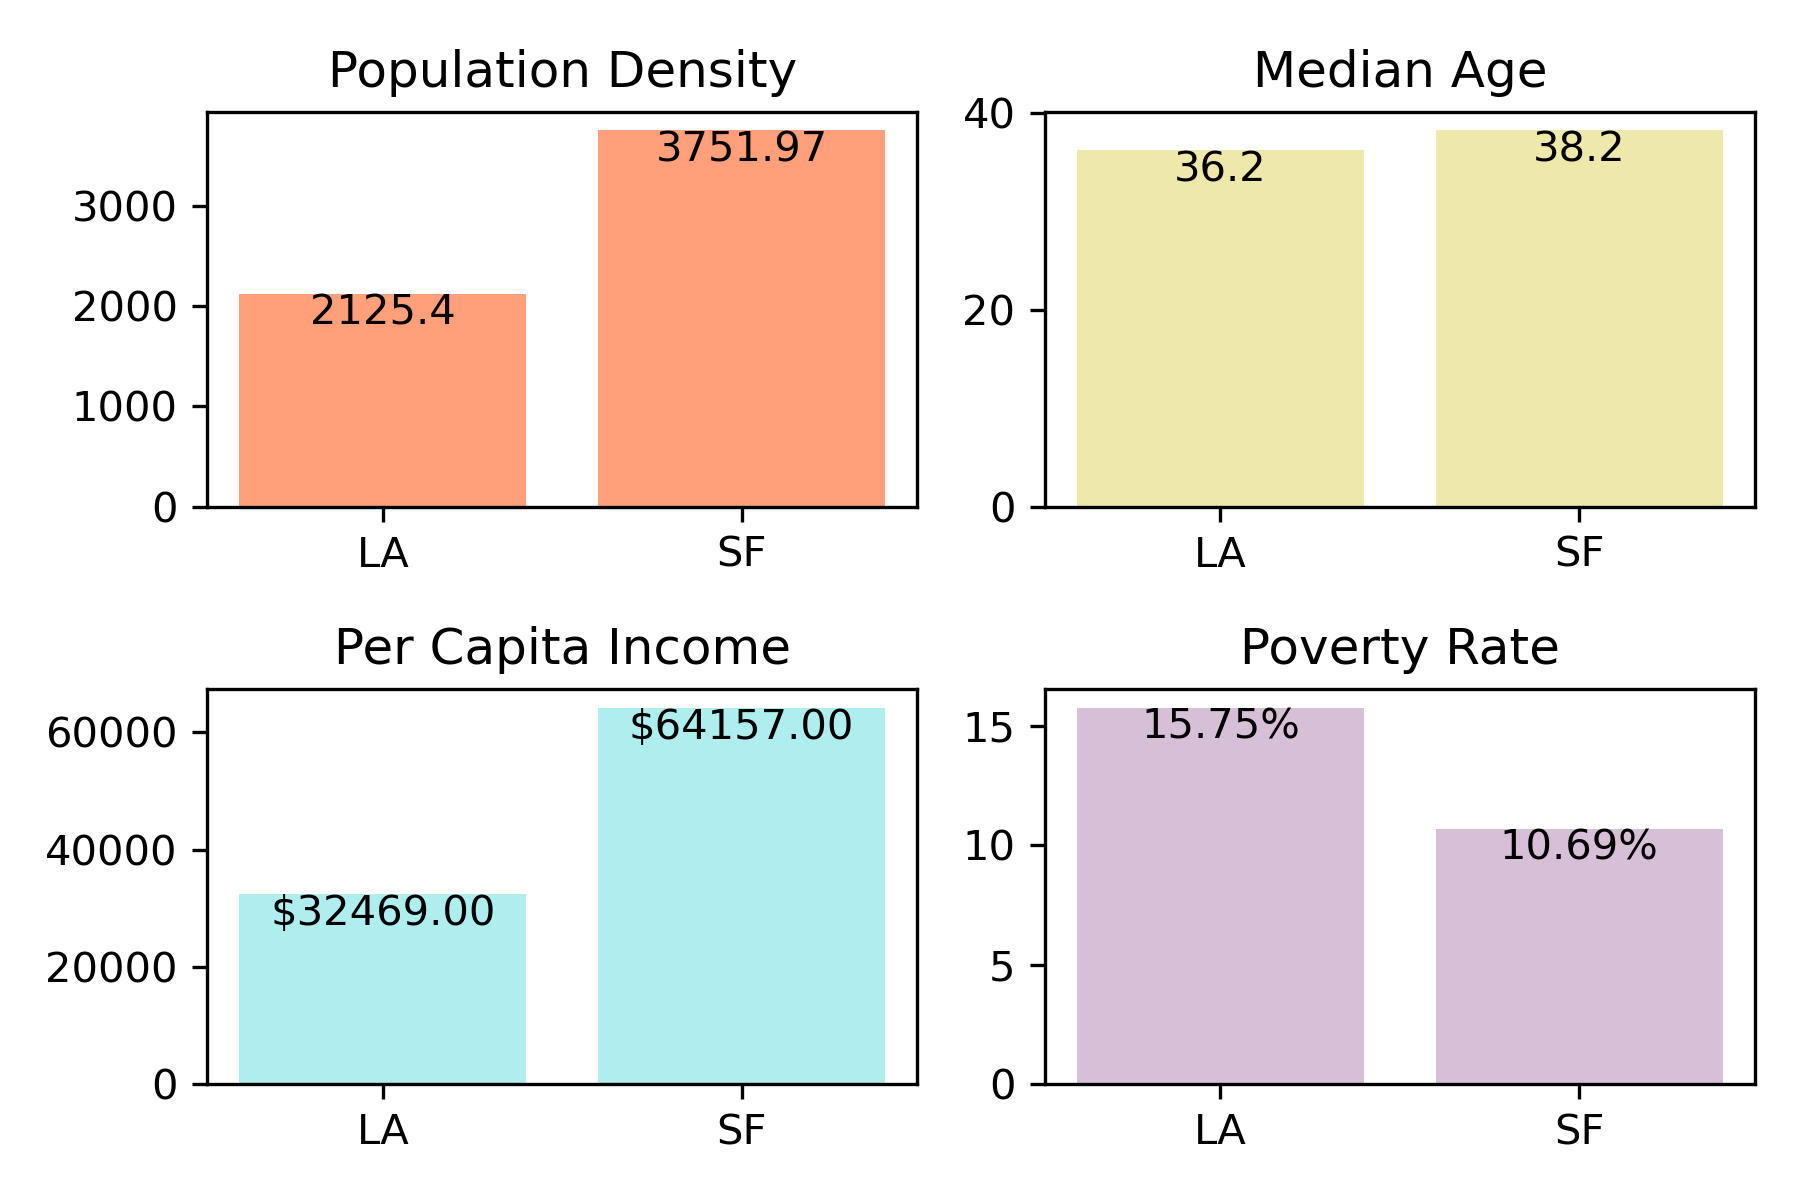 Population Density
3000
2000
1000
0
2125.4
3751.97
LA
SF
Median Age
40
20
0
36.2
38.2
LA
SF
Per Capita Income
60000
40000
20000
0
$32469.00
$64157.00
LA
SF
Poverty Rate
15
10
5
0
15.75%
10.69%
LA
SF